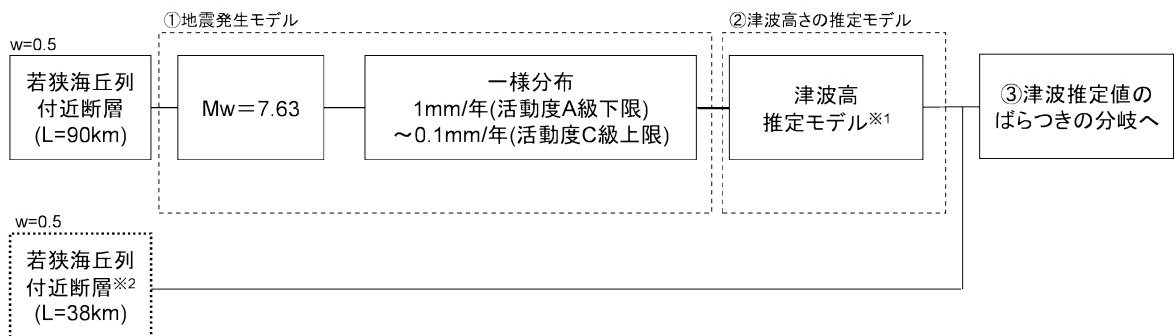 ①地震発生モデル
②津波高さの推定モデル
w=0.5
若狭海丘列
付近断層
(L=90km)
Mw=7.63
一様分布
1mm/年(活動度A級下限)
~0.1mm/年(活動度C級上限)
津波高
推定モデル※1
③津波推定値の
ばらつきの分岐へ
w=0.5
若狭海丘列
付近断層※2
(L=38km)